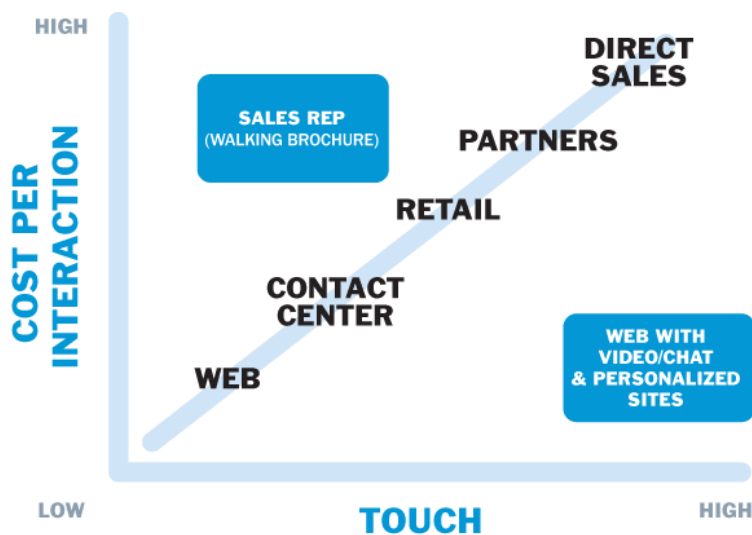 HIGH
DIRECT
SALES
SALES REP
(WALKING BROCHURE)
PARTNERS
COST PER
INTERACTION
RETAIL
CONTACT
CENTER
WEB WITH
VIDEO/CHAT
& PERSONALIZED
SITES
WEB
LOW
TOUCH
HIGH